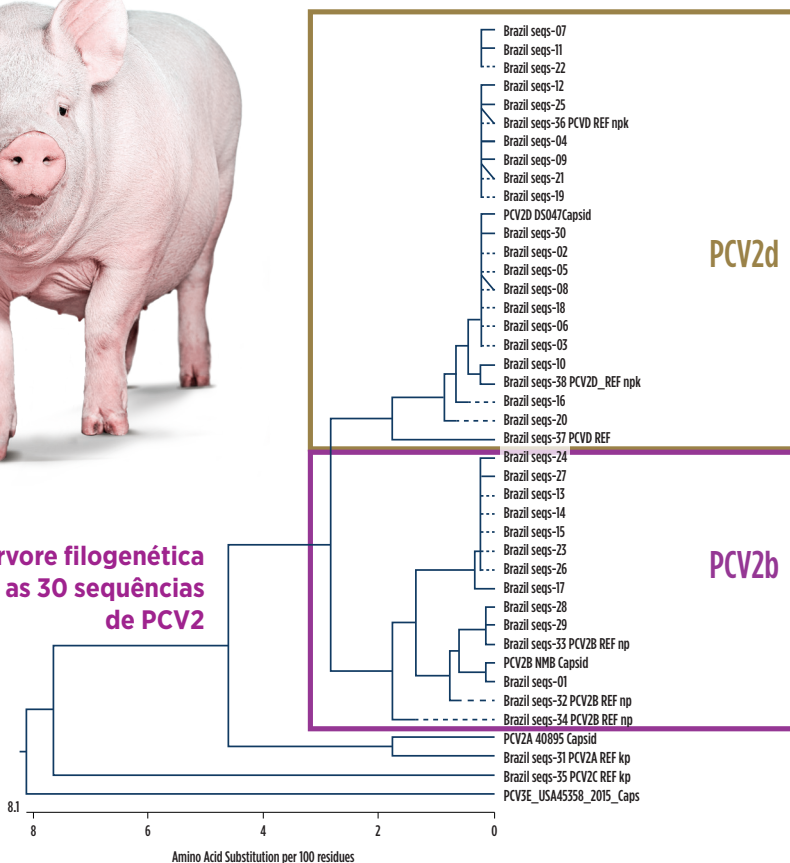 Brazil seqs-07
Brazil seqs-11
Brazil seqs-22
Brazil seqs-12
Brazil seqs-25
Brazil seqs-36 PCVD REF npk
Brazil seqs-04
Brazil seqs-09
Brazil seqs-21
Brazil seqs-19
PCV2D DS047Capsid
Brazil seqs-30
Brazil seqs-02
Brazil seqs-05
Brazil seqs-08
Brazil seqs-18
Brazil seqs-06
Brazil seqs-03
Brazil seqs-10
Brazil seqs-38 PCV2D_REF npk
Brazil seqs-16
Brazil seqs-20
Brazil seqs-37 PCVD REF
PCV2d
Brazil seqs-24
Brazil seqs-27
Brazil seqs-13
Brazil seqs-14
Brazil seqs-15
Brazil seqs-23
Brazil seqs-26
Brazil seqs-17
Brazil seqs-28
Brazil seqs-29
Brazil seqs-33 PCV2B REF np
PCV2B NMB Capsid
Brazil seqs-01
Brazil seqs-32 PCV2B REF np
Brazil seqs-34 PCV2B REF np
PCV2b
rvore filogenética
as 30 sequências
de PCV2
PCV2A 40895 Capsid
Brazil seqs-31 PCV2A REF kp
Brazil seqs-35 PCV2C REF kp
PCV3E_USA45358_2015_Caps
8.1
8 6 4 2 0
Amino Acid Substitution per 100 residues